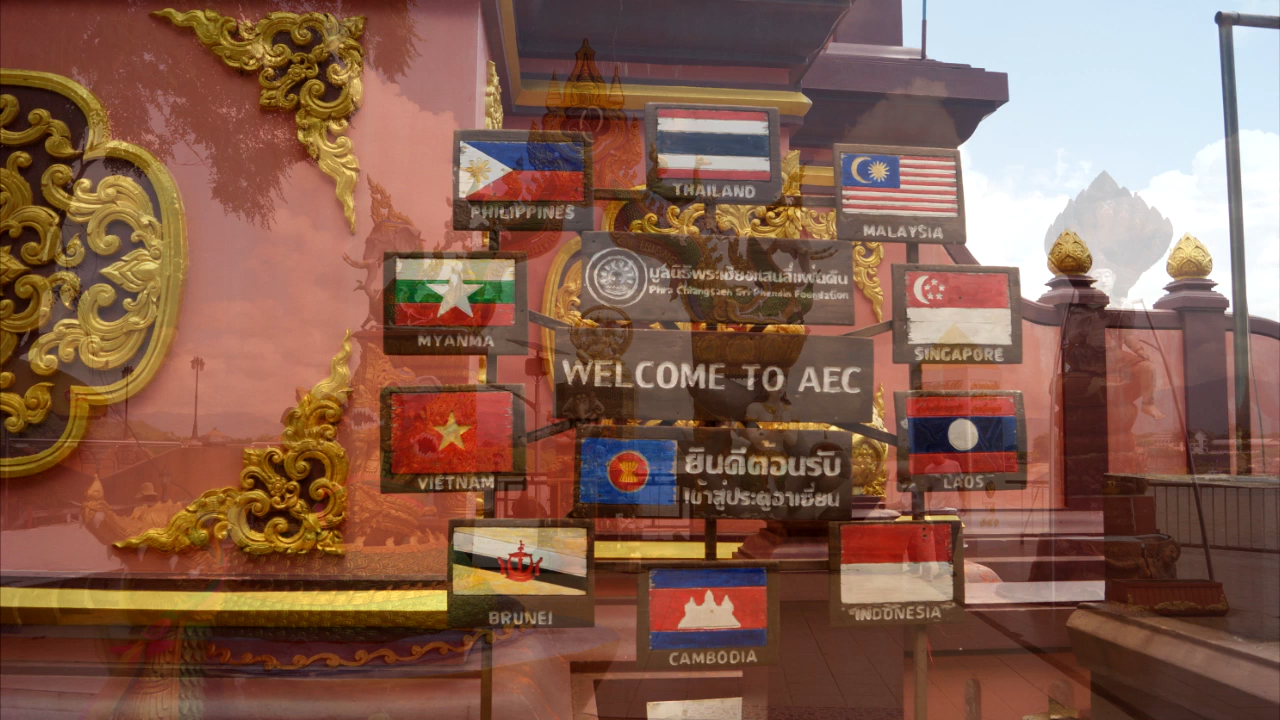 THAILAND
PHILIPPINES
MALAYSIA
มูลนิธิพระเชียงแสนสี่แผ่นดิน
Phra Chiangsaen Sri Phendin Foundation
MYANMA
SINGAPORE
WELCOME TO AEC
VIETNAM
ยินดีตอนรับ
เข้าสู่ประตูอาเซียน
LAOS
BRUNEI
INDONESIA
CAMBODIA